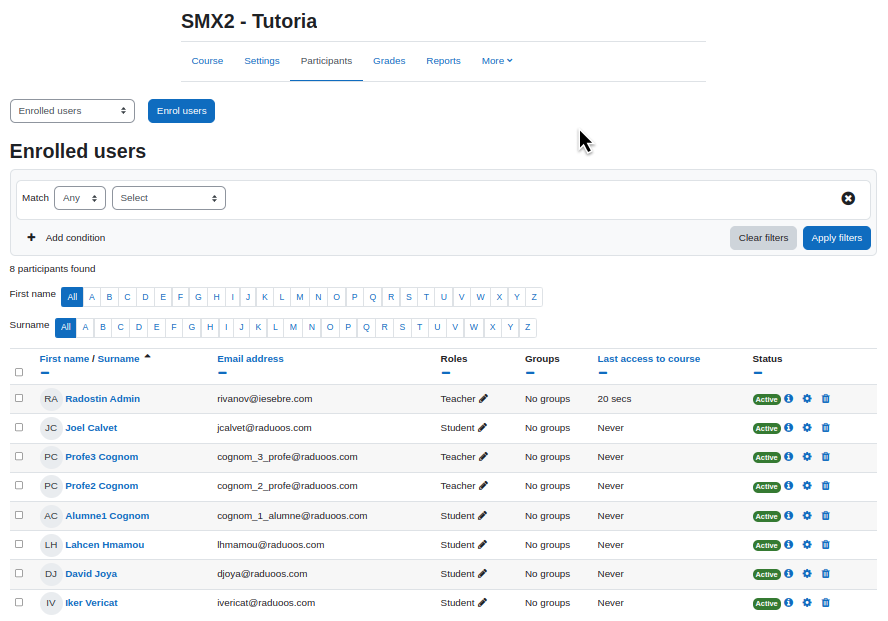 SMX2 - Tutoria
Course Settings Participants Grades Reports More
Enrolled users Enrol users
Enrolled users
Match Any Select
Add condition Clear filters Apply filters
8 participants found
First name All A B C D E F G H I J K L M N O P Q R S T U V W X Y Z
Surname All A B C D E F G H I J K L M N O P Q R S T U V W X Y Z
First name / Surname Email address Roles Groups Last access to course Status
RA Radostin Admin rivanov@iesebre.com Teacher No groups 20 secs Active
JC Joel Calvet jcalvet@raduoos.com Student No groups Never Active
PC Profe3 Cognom cognom_3_profe@raduoos.com Teacher No groups Never Active
PC Profe2 Cognom cognom_2_profe@raduoos.com Teacher No groups Never Active
AC Alumne1 Cognom cognom_1_alumne@raduoos.com Student No groups Never Active
LH Lahcen Hmamou lhmamou@raduoos.com Student No groups Never Active
DJ David Joya djoya@raduoos.com Student No groups Never Active
IV Iker Vericat ivericat@raduoos.com Student No groups Never Active